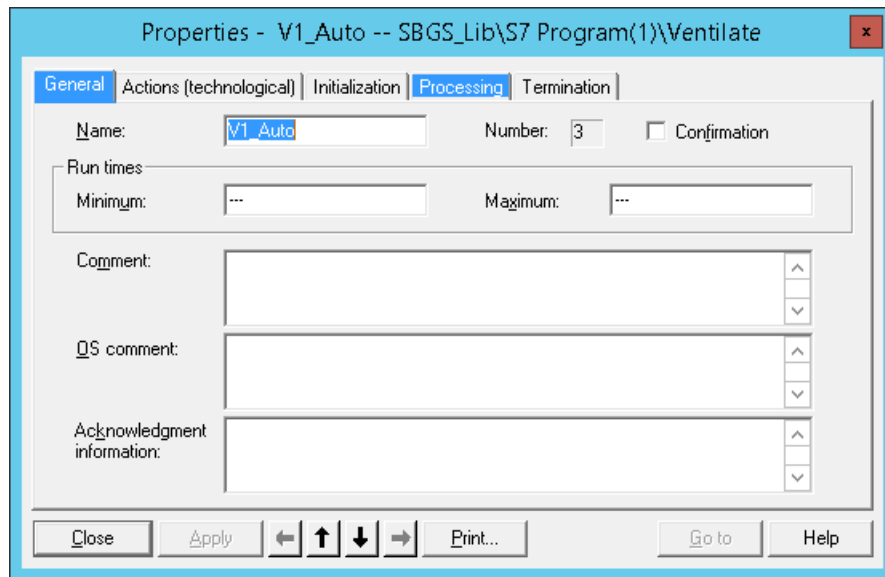 Properties -  V1_Auto -- SBGS_Lib\S7 Program(1)\Ventilate x
General Actions (technological) Initialization Processing Termination
Name: V1_Auto Number: 3 Confirmation
Run times
Minimum: --- Maximum: ---
Comment:
OS comment:
Acknowledgment
information:
Close Apply Print... Go to Help